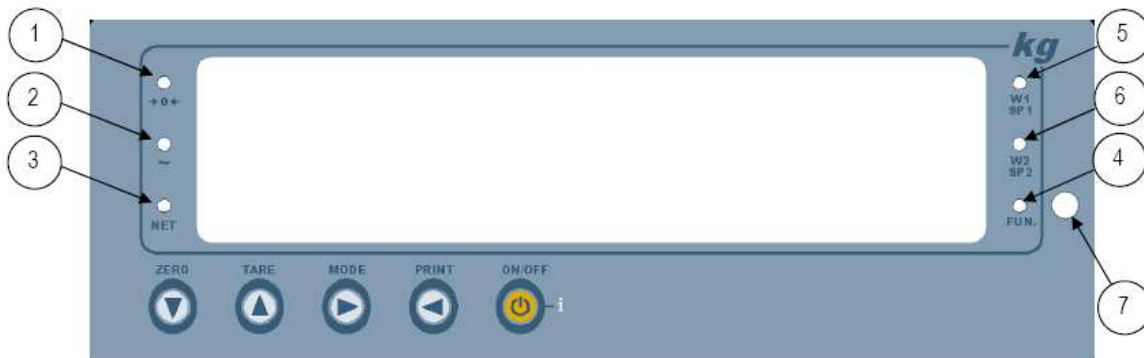 1
2
3
5
6
4
7
kg
→0←
~
NET
W1
SP1
W2
SP2
FUN.
ZERO TARE MODE PRINT ON/OFF
i